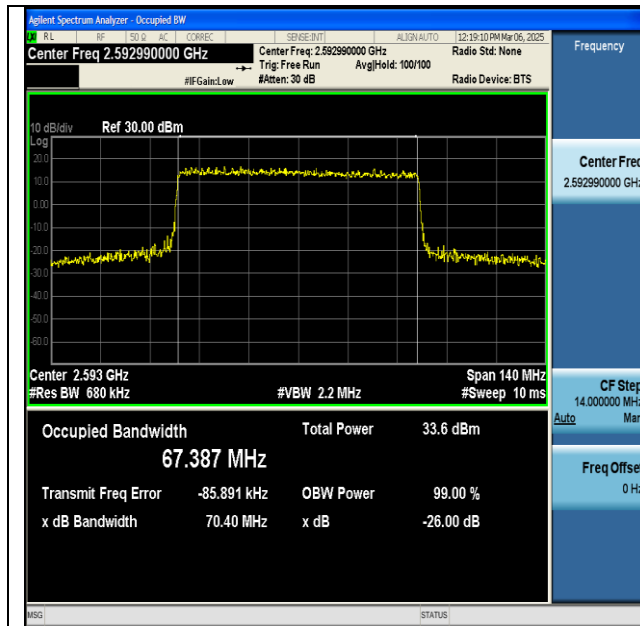 Agilent Spectrum Analyzer - Occupied BW
LXI RL RF 50 Ω AC CORREC SENSE:INT ALIGN AUTO 12:19:10 PM Mar 06, 2025
Center Freq 2.592990000 GHz
Center Freq: 2.592990000 GHz
Radio Std: None
Trig: Free Run
Avg|Hold: 100/100
#IFGain:Low
#Atten: 30 dB
Radio Device: BTS
10 dB/div
Ref 30.00 dBm
Log
20.0
10.0
0.00
-10.0
-20.0
-30.0
-40.0
-50.0
-60.0
Center 2.593 GHz
Span 140 MHz
#Res BW 680 kHz
#VBW 2.2 MHz
#Sweep 10 ms
Occupied Bandwidth
67.387 MHz
Total Power 33.6 dBm
Transmit Freq Error -85.891 kHz
OBW Power 99.00 %
x dB Bandwidth 70.40 MHz
x dB -26.00 dB
MSG
STATUS
Frequency
Center Freq
2.592990000 GHz
CF Step
14.000000 MHz
Auto Man
Freq Offset
0 Hz